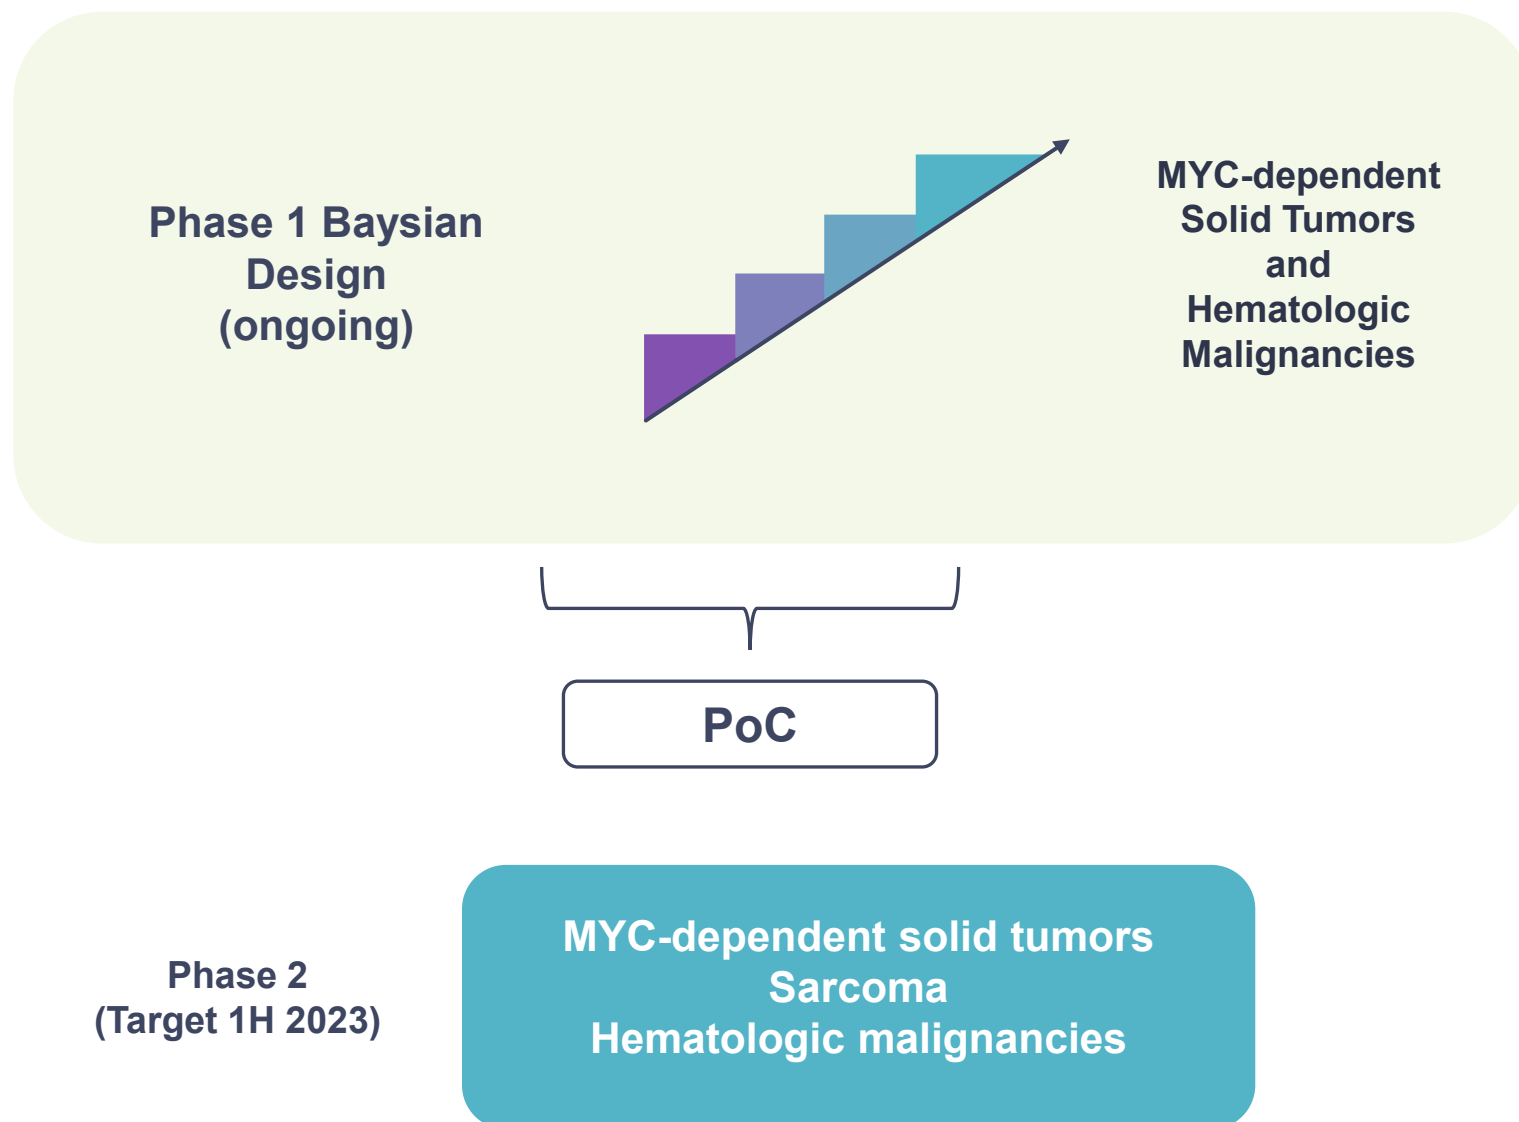 Phase 1 Baysian
Design
(ongoing)
MYC-dependent
Solid Tumors
and
Hematologic
Malignancies
PoC
Phase 2
(Target 1H 2023)
MYC-dependent solid tumors
Sarcoma
Hematologic malignancies